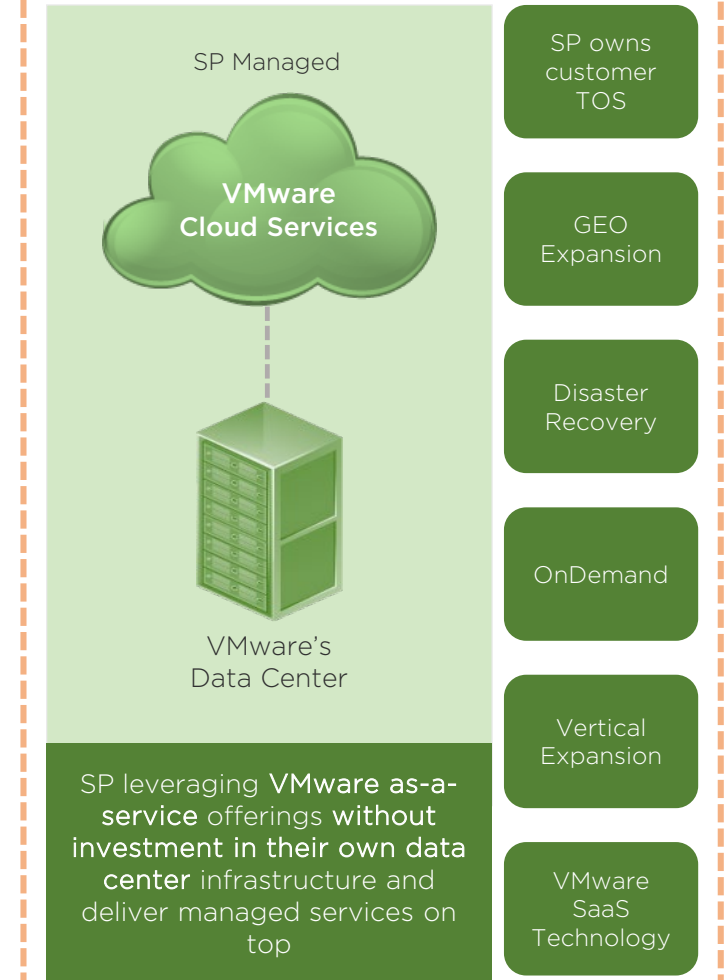 SP Managed
VMware
Cloud Services
VMware's
Data Center
SP leveraging VMware as-a-
service offerings without
investment in their own data
center infrastructure and
deliver managed services on
top
SP owns
customer
TOS
GEO
Expansion
Disaster
Recovery
OnDemand
Vertical
Expansion
VMware
SaaS
Technology